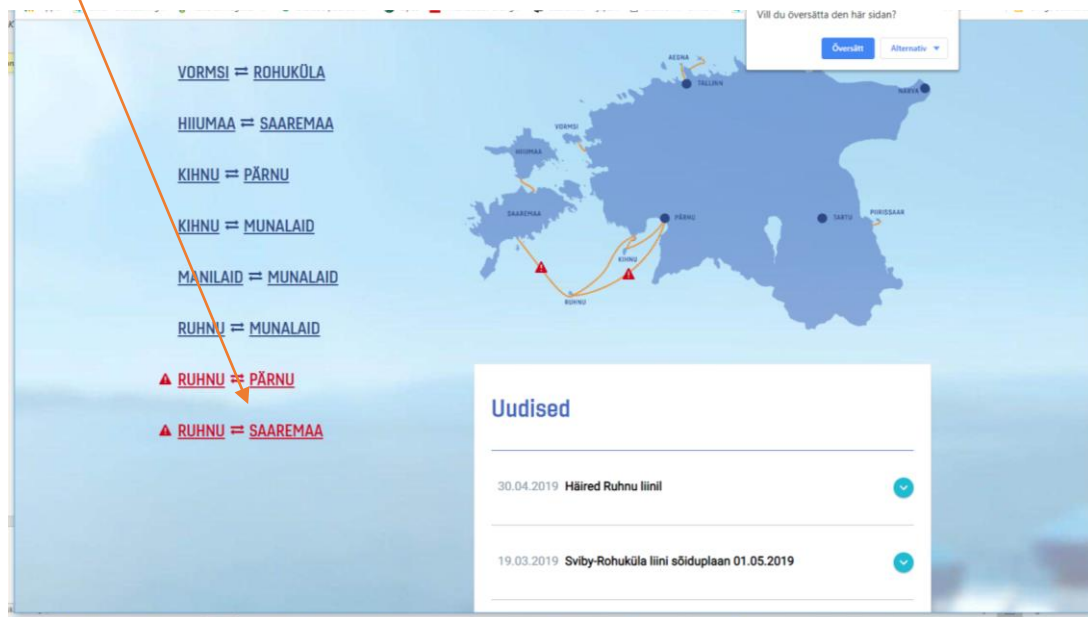 Vill du översätta den här sidan?
Översätt
Alternativ
VORMSI ⇄ ROHUKÜLA
HIIUMAA ⇄ SAAREMAA
KIHNU ⇄ PÄRNU
KIHNU ⇄ MUNALAID
MANILAID ⇄ MUNALAID
RUHNU ⇄ MUNALAID
RUHNU ⇄ PÄRNU
RUHNU ⇄ SAAREMAA
AEGNA
TALLINN
NARVA
VORMSI
HIIUMAA
SAAREMAA
PÄRNU
TARTU
PIIRISSAAR
KIHNU
RUHNU
Uudised
30.04.2019 Häired Ruhnu liinil
19.03.2019 Sviby-Rohuküla liini sõiduplaan 01.05.2019